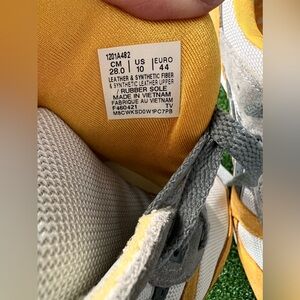 1201A482
CM US EURO
28.0 10 44
LEATHER & SYNTHETIC FIBER
& SYNTHETIC LEATHER UPPER
/ RUBBER SOLE
MADE IN VIETNAM
FABRIQUE AU VIETNAM
F460421 TV